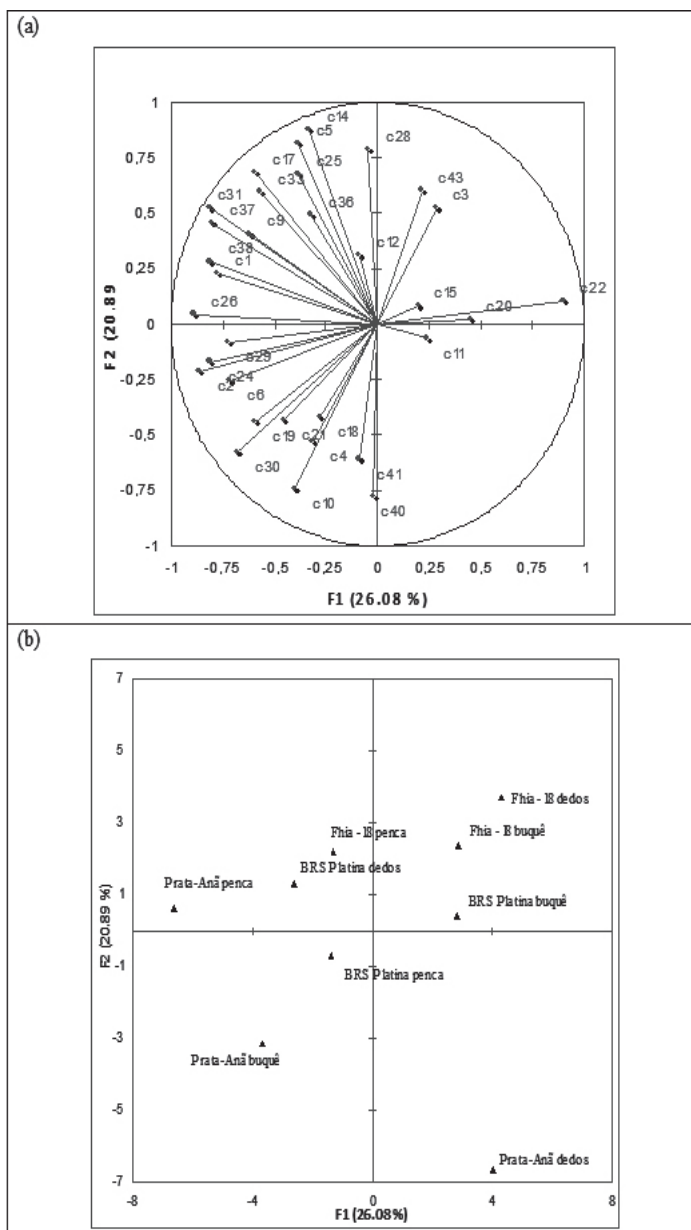 (a)
1
c14
c5
c28
0,75
c17
c25
c33
c43
c31
c36
c3
0,5
c37
c9
c12
c38
0,25
c1
c15
c22
c26
c20
0
c11
c29
c24
-0,25
c2
c6
c19
c21
c18
-0,5
c30
c4
c41
-0,75
c10
c40
-1
F2 (20.89
-1 -0,75 -0,5 -0,25 0 0,25 0,5 0,75 1
F1 (26.08 %)
(b)
7
5
Fhia - 18 dedos
3
Fhia - 18 penca
Fhia - 18 buquê
BRS Platina dedos
Prata-Anã penca
1
BRS Platina buquê
-1
BRS Platina penca
-3
Prata-Anã buquê
-5
Prata-Anã dedos
-7
F2 (20.89 %)
-8 -4 0 4 8
F1 (26.08%)